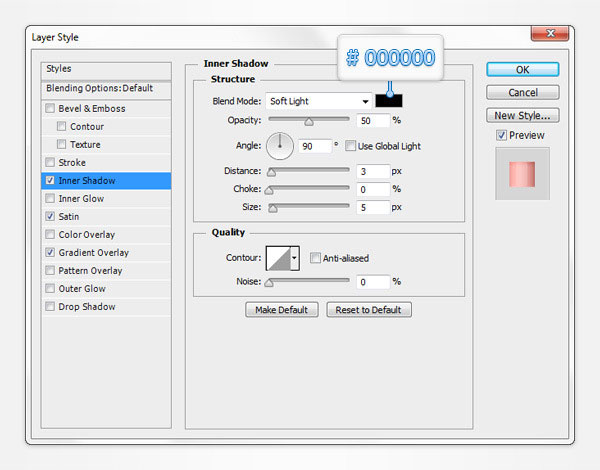 Layer Style
Styles
Blending Options:Default
Bevel & Emboss
Contour
Texture
Stroke
Inner Shadow
Inner Glow
Satin
Color Overlay
Gradient Overlay
Pattern Overlay
Outer Glow
Drop Shadow
Inner Shadow
Structure
# 000000
Blend Mode: Soft Light
Opacity: 50 %
Angle: 90 ° Use Global Light
Distance: 3 px
Choke: 0 %
Size: 5 px
Quality
Contour: Anti-aliased
Noise: 0 %
Make Default Reset to Default
OK
Cancel
New Style...
Preview